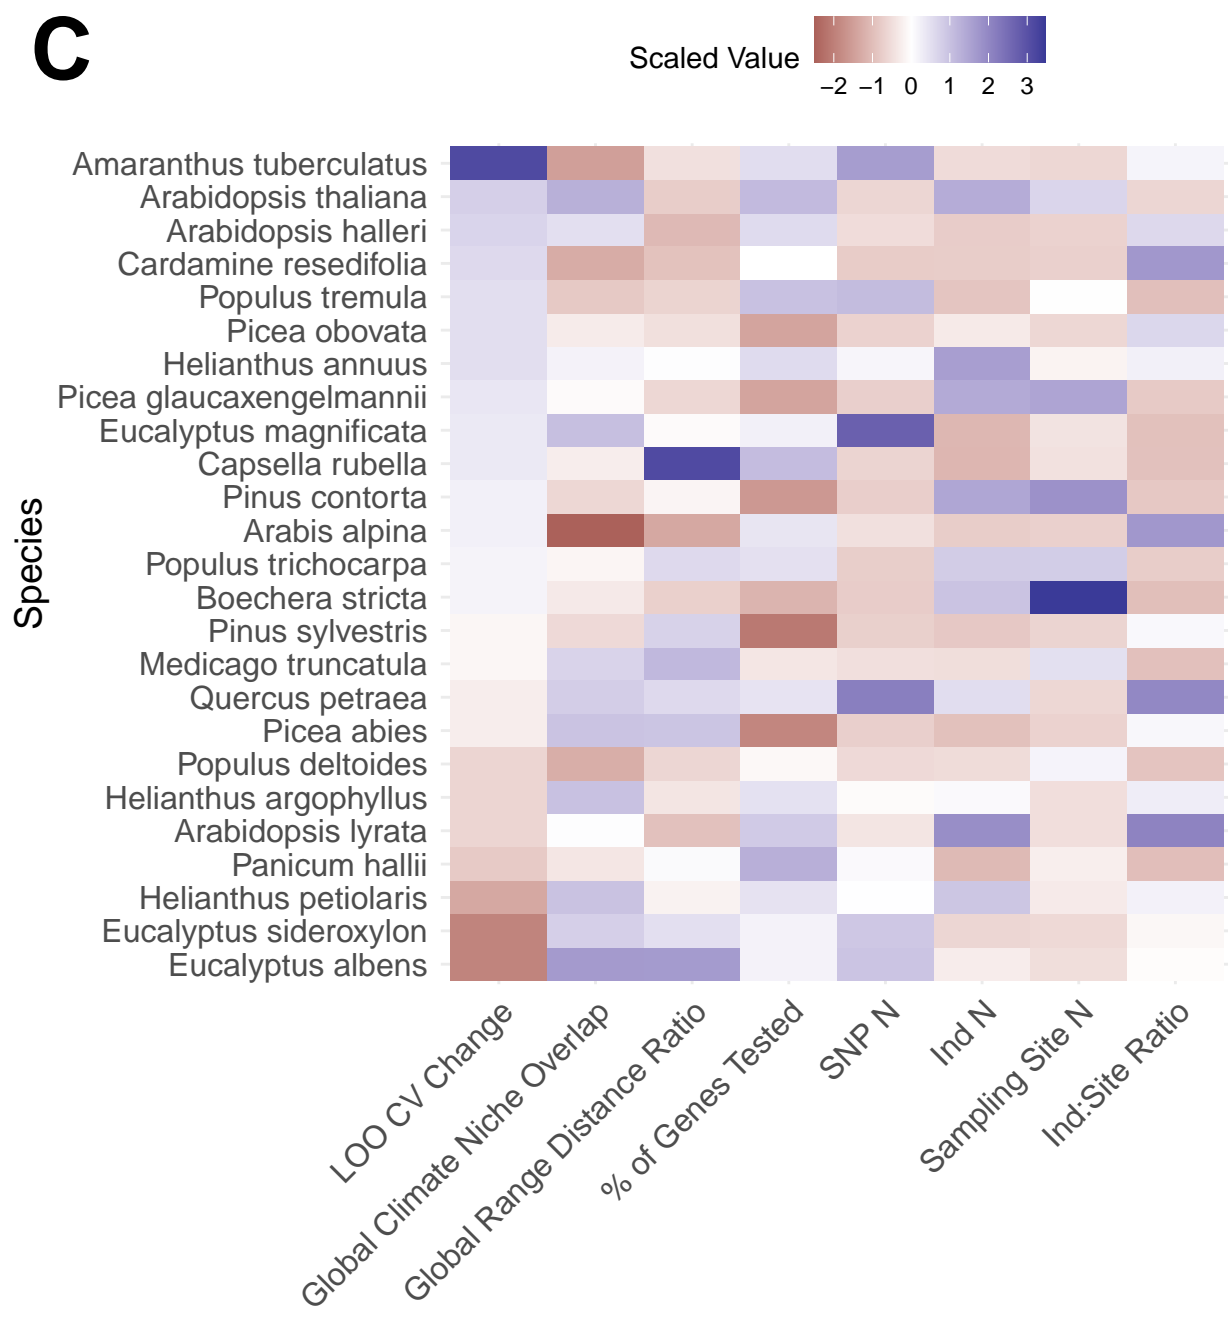 C
Scaled Value
−2 −1 0 1 2 3
Species
Amaranthus tuberculatus
Arabidopsis thaliana
Arabidopsis halleri
Cardamine resedifolia
Populus tremula
Picea obovata
Helianthus annuus
Picea glaucaxengelmannii
Eucalyptus magnificata
Capsella rubella
Pinus contorta
Arabis alpina
Populus trichocarpa
Boechera stricta
Pinus sylvestris
Medicago truncatula
Quercus petraea
Picea abies
Populus deltoides
Helianthus argophyllus
Arabidopsis lyrata
Panicum hallii
Helianthus petiolaris
Eucalyptus sideroxylon
Eucalyptus albens
LOO CV Change
Global Climate Niche Overlap
Global Range Distance Ratio
% of Genes Tested
SNP N
Ind N
Sampling Site N
Ind:Site Ratio